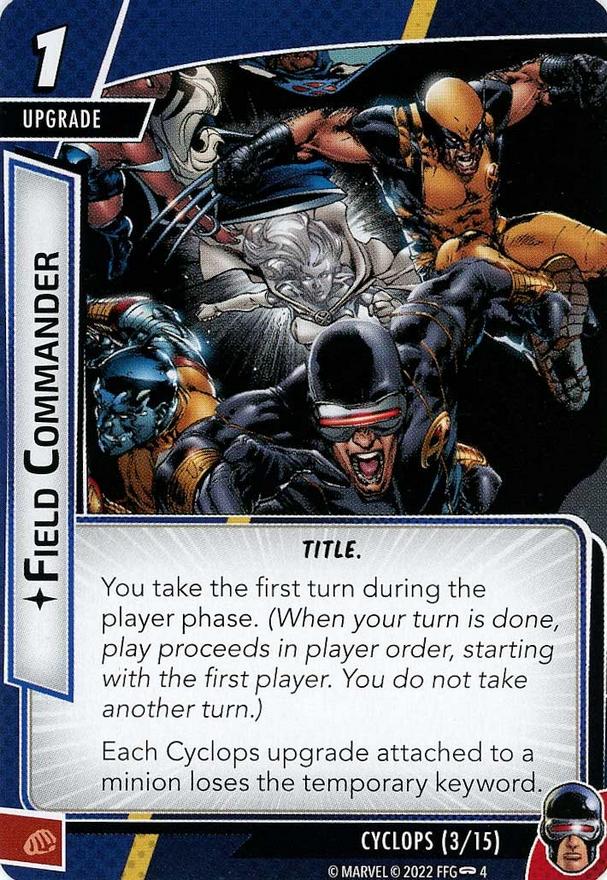 1
UPGRADE
FIELD COMMANDER
TITLE.
You take the first turn during the
player phase. (When your turn is done,
play proceeds in player order, starting
with the first player. You do not take
another turn.)
Each Cyclops upgrade attached to a
minion loses the temporary keyword.
CYCLOPS (3/15)
© MARVEL © 2022 FFG 4